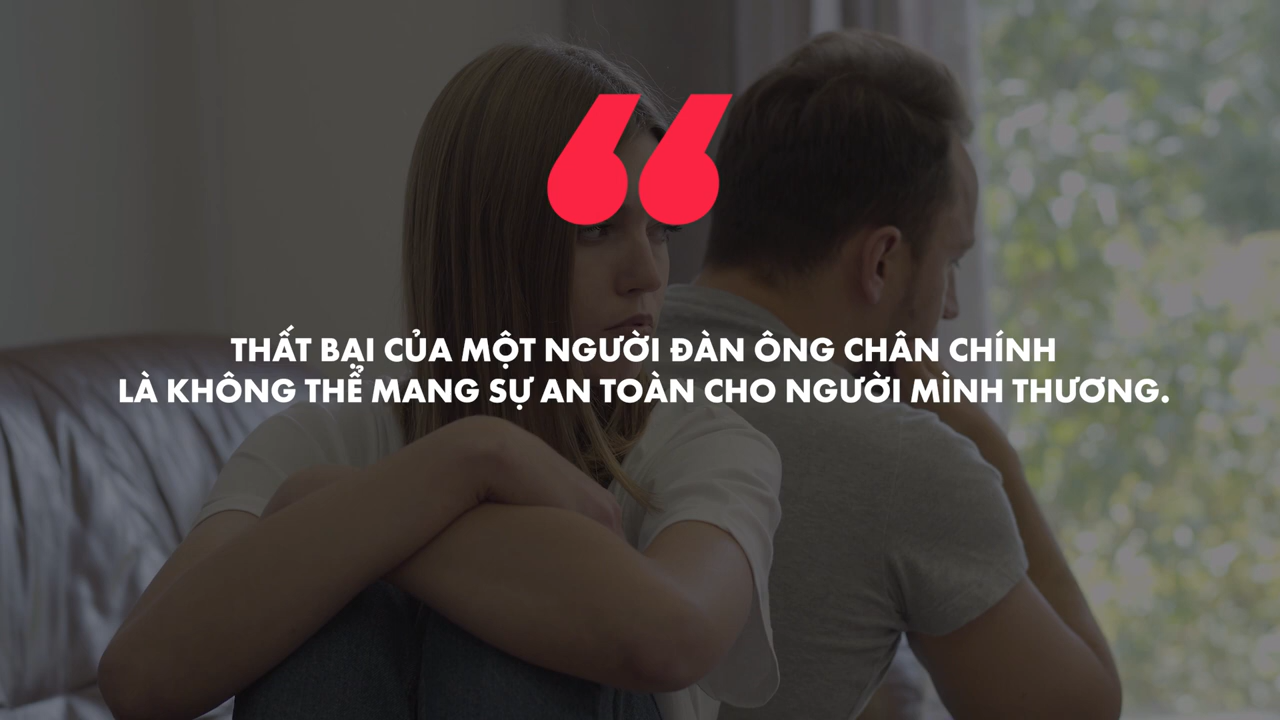 THẤT BẠI CỦA MỘT NGƯỜI ĐÀN ÔNG CHÂN CHÍNH
LÀ KHÔNG THỂ MANG SỰ AN TOÀN CHO NGƯỜI MÌNH THƯƠNG.